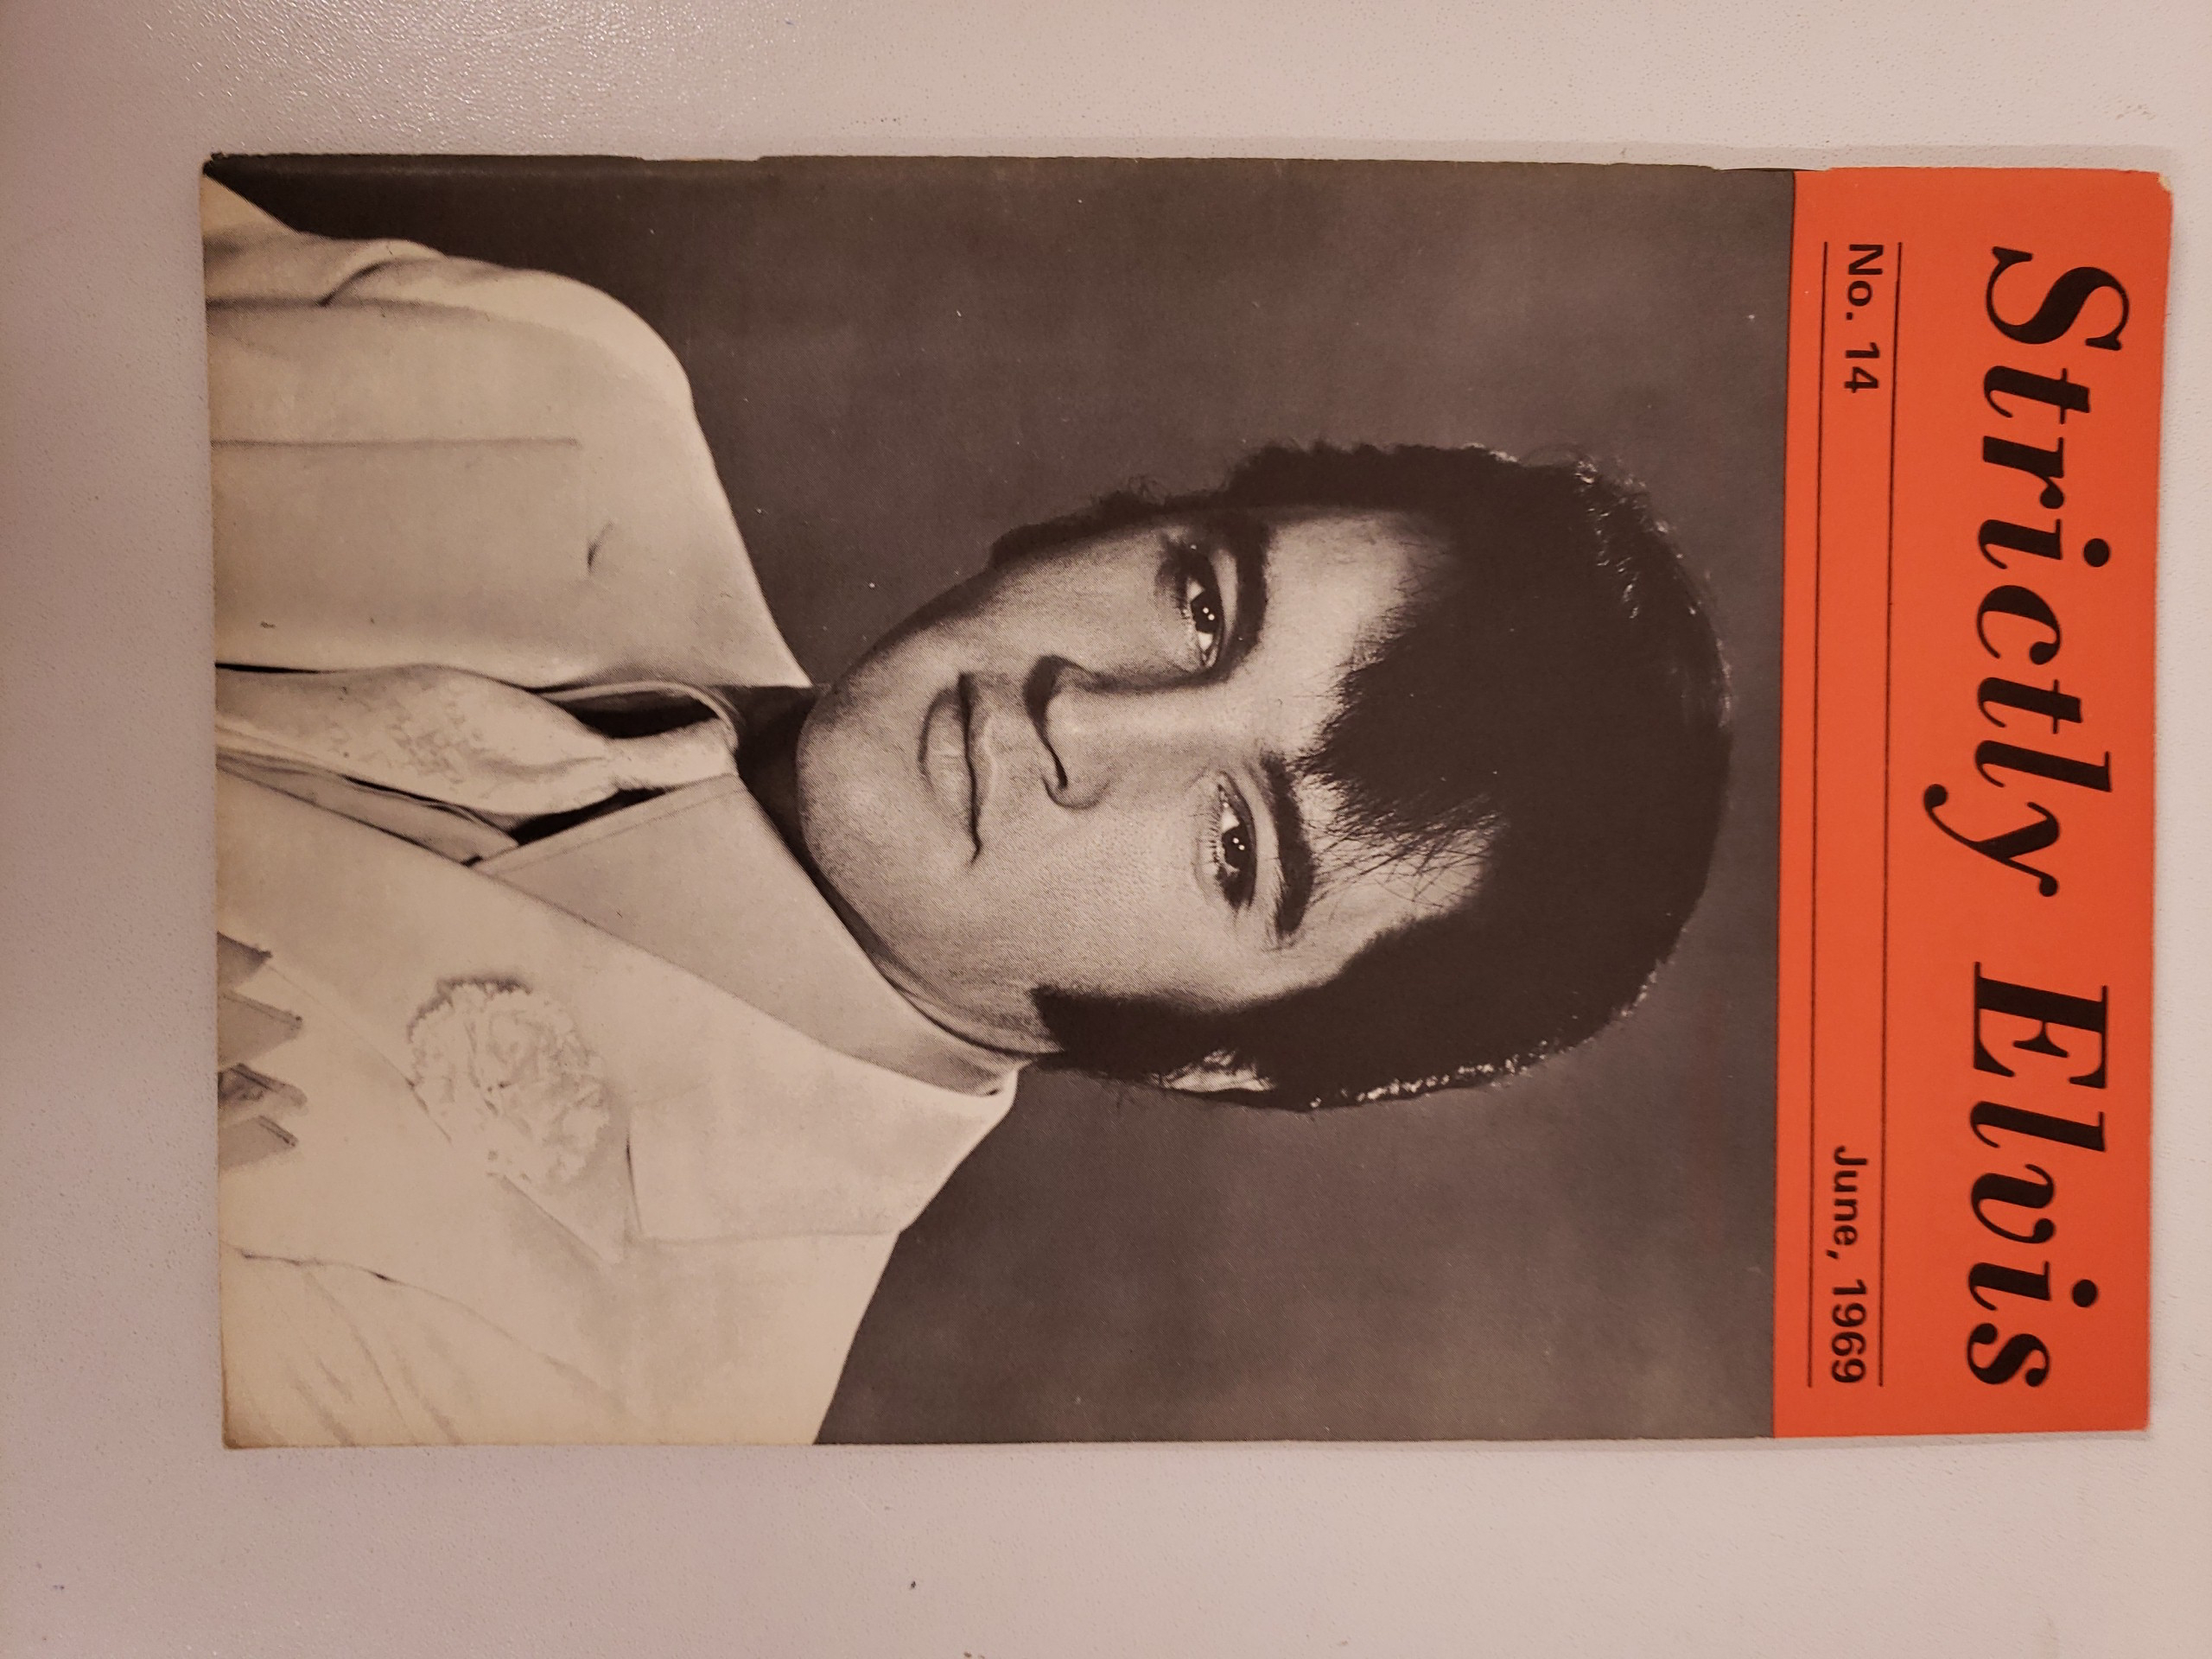 Strictly Elvis
No. 14 June, 1969